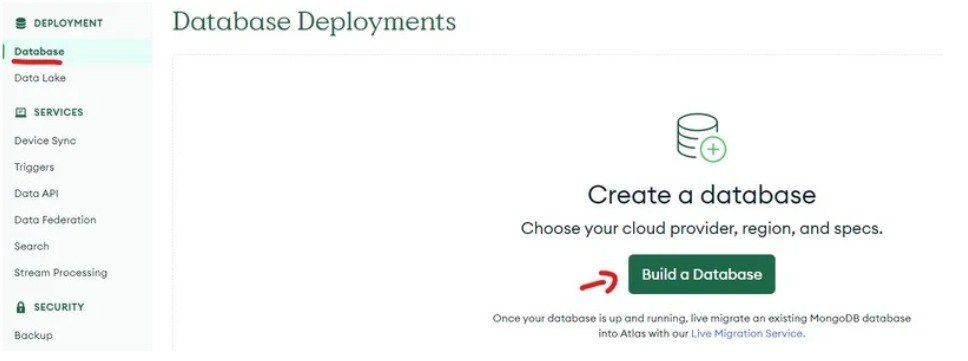 DEPLOYMENT
Database
Data Lake
SERVICES
Device Sync
Triggers
Data API
Data Federation
Search
Stream Processing
SECURITY
Backup
Database Deployments
Create a database
Choose your cloud provider, region, and specs.
Build a Database
Once your database is up and running, live migrate an existing MongoDB database
into Atlas with our Live Migration Service.